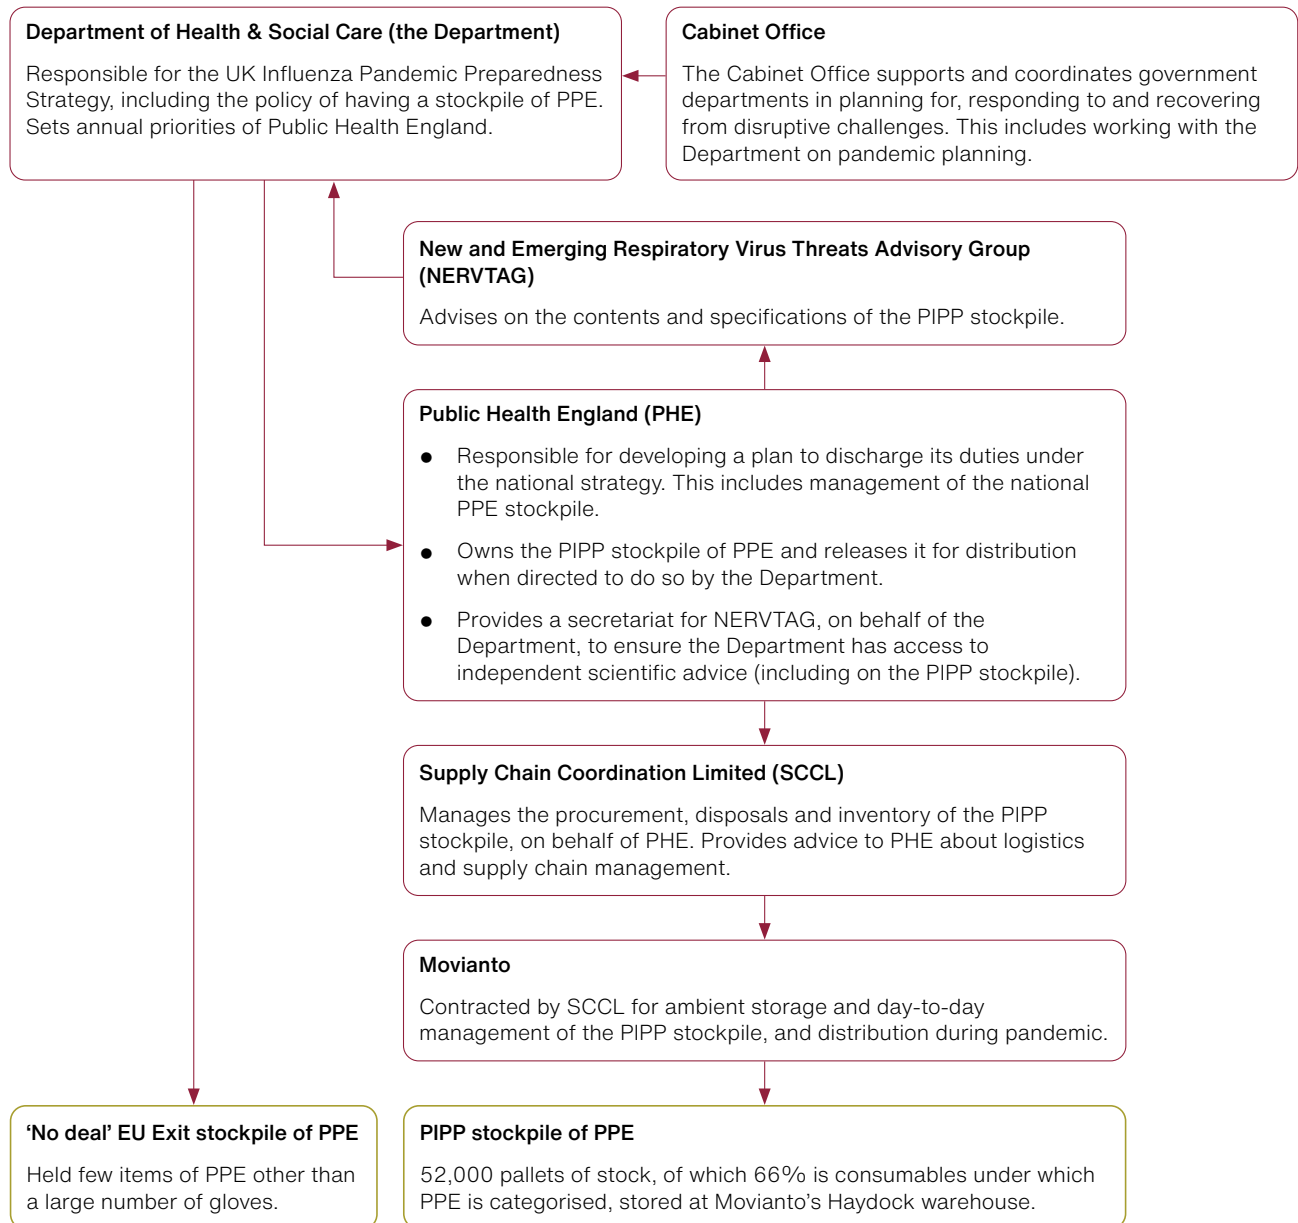 Department of Health & Social Care (the Department)
Responsible for the UK Influenza Pandemic Preparedness
Strategy, including the policy of having a stockpile of PPE.
Sets annual priorities of Public Health England.
Cabinet Office
The Cabinet Office supports and coordinates government
departments in planning for, responding to and recovering
from disruptive challenges. This includes working with the
Department on pandemic planning.
New and Emerging Respiratory Virus Threats Advisory Group
(NERVTAG)
Advises on the contents and specifications of the PIPP stockpile.
Public Health England (PHE)
● Responsible for developing a plan to discharge its duties under
the national strategy. This includes management of the national
PPE stockpile.
● Owns the PIPP stockpile of PPE and releases it for distribution
when directed to do so by the Department.
● Provides a secretariat for NERVTAG, on behalf of the
Department, to ensure the Department has access to
independent scientific advice (including on the PIPP stockpile).
Supply Chain Coordination Limited (SCCL)
Manages the procurement, disposals and inventory of the PIPP
stockpile, on behalf of PHE. Provides advice to PHE about logistics
and supply chain management.
Movianto
Contracted by SCCL for ambient storage and day-to-day
management of the PIPP stockpile, and distribution during pandemic.
‘No deal’ EU Exit stockpile of PPE
Held few items of PPE other than
a large number of gloves.
PIPP stockpile of PPE
52,000 pallets of stock, of which 66% is consumables under which
PPE is categorised, stored at Movianto’s Haydock warehouse.